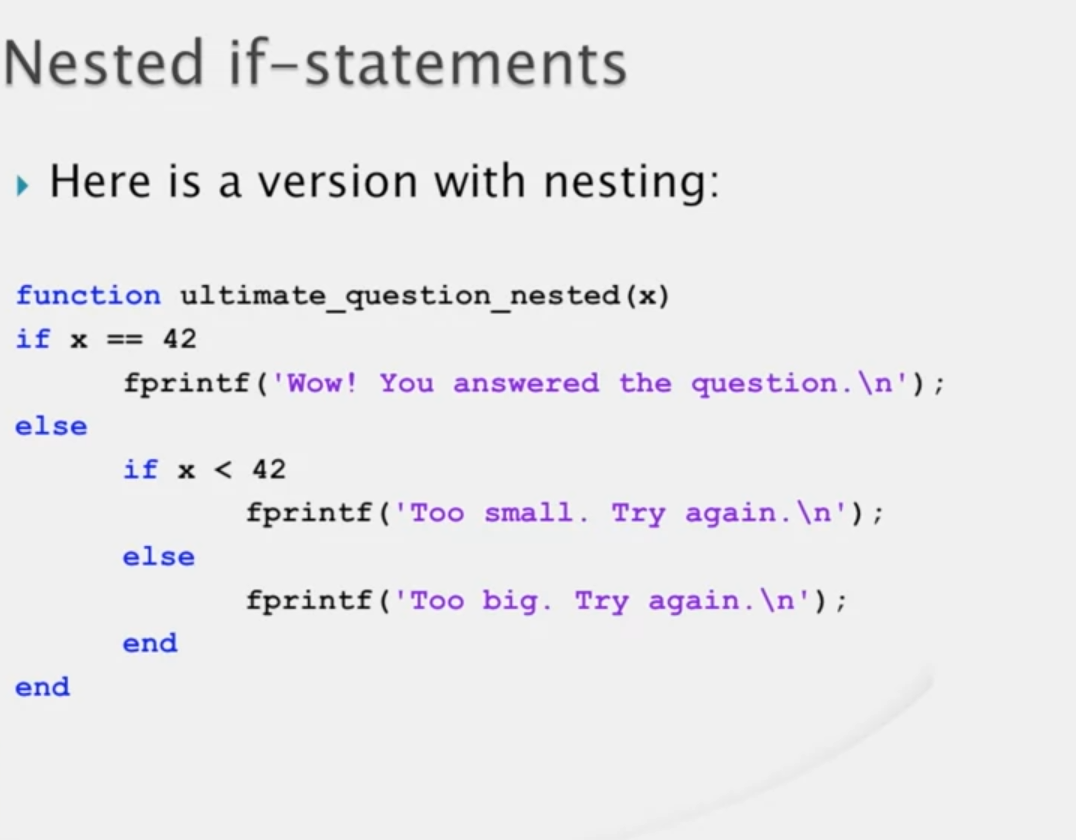 Nested if-statements
Here is a version with nesting:
function ultimate_question_nested(x)
if x == 42
fprintf('Wow! You answered the question.\n');
else
if x < 42
fprintf('Too small. Try again.\n');
else
fprintf('Too big. Try again.\n');
end
end